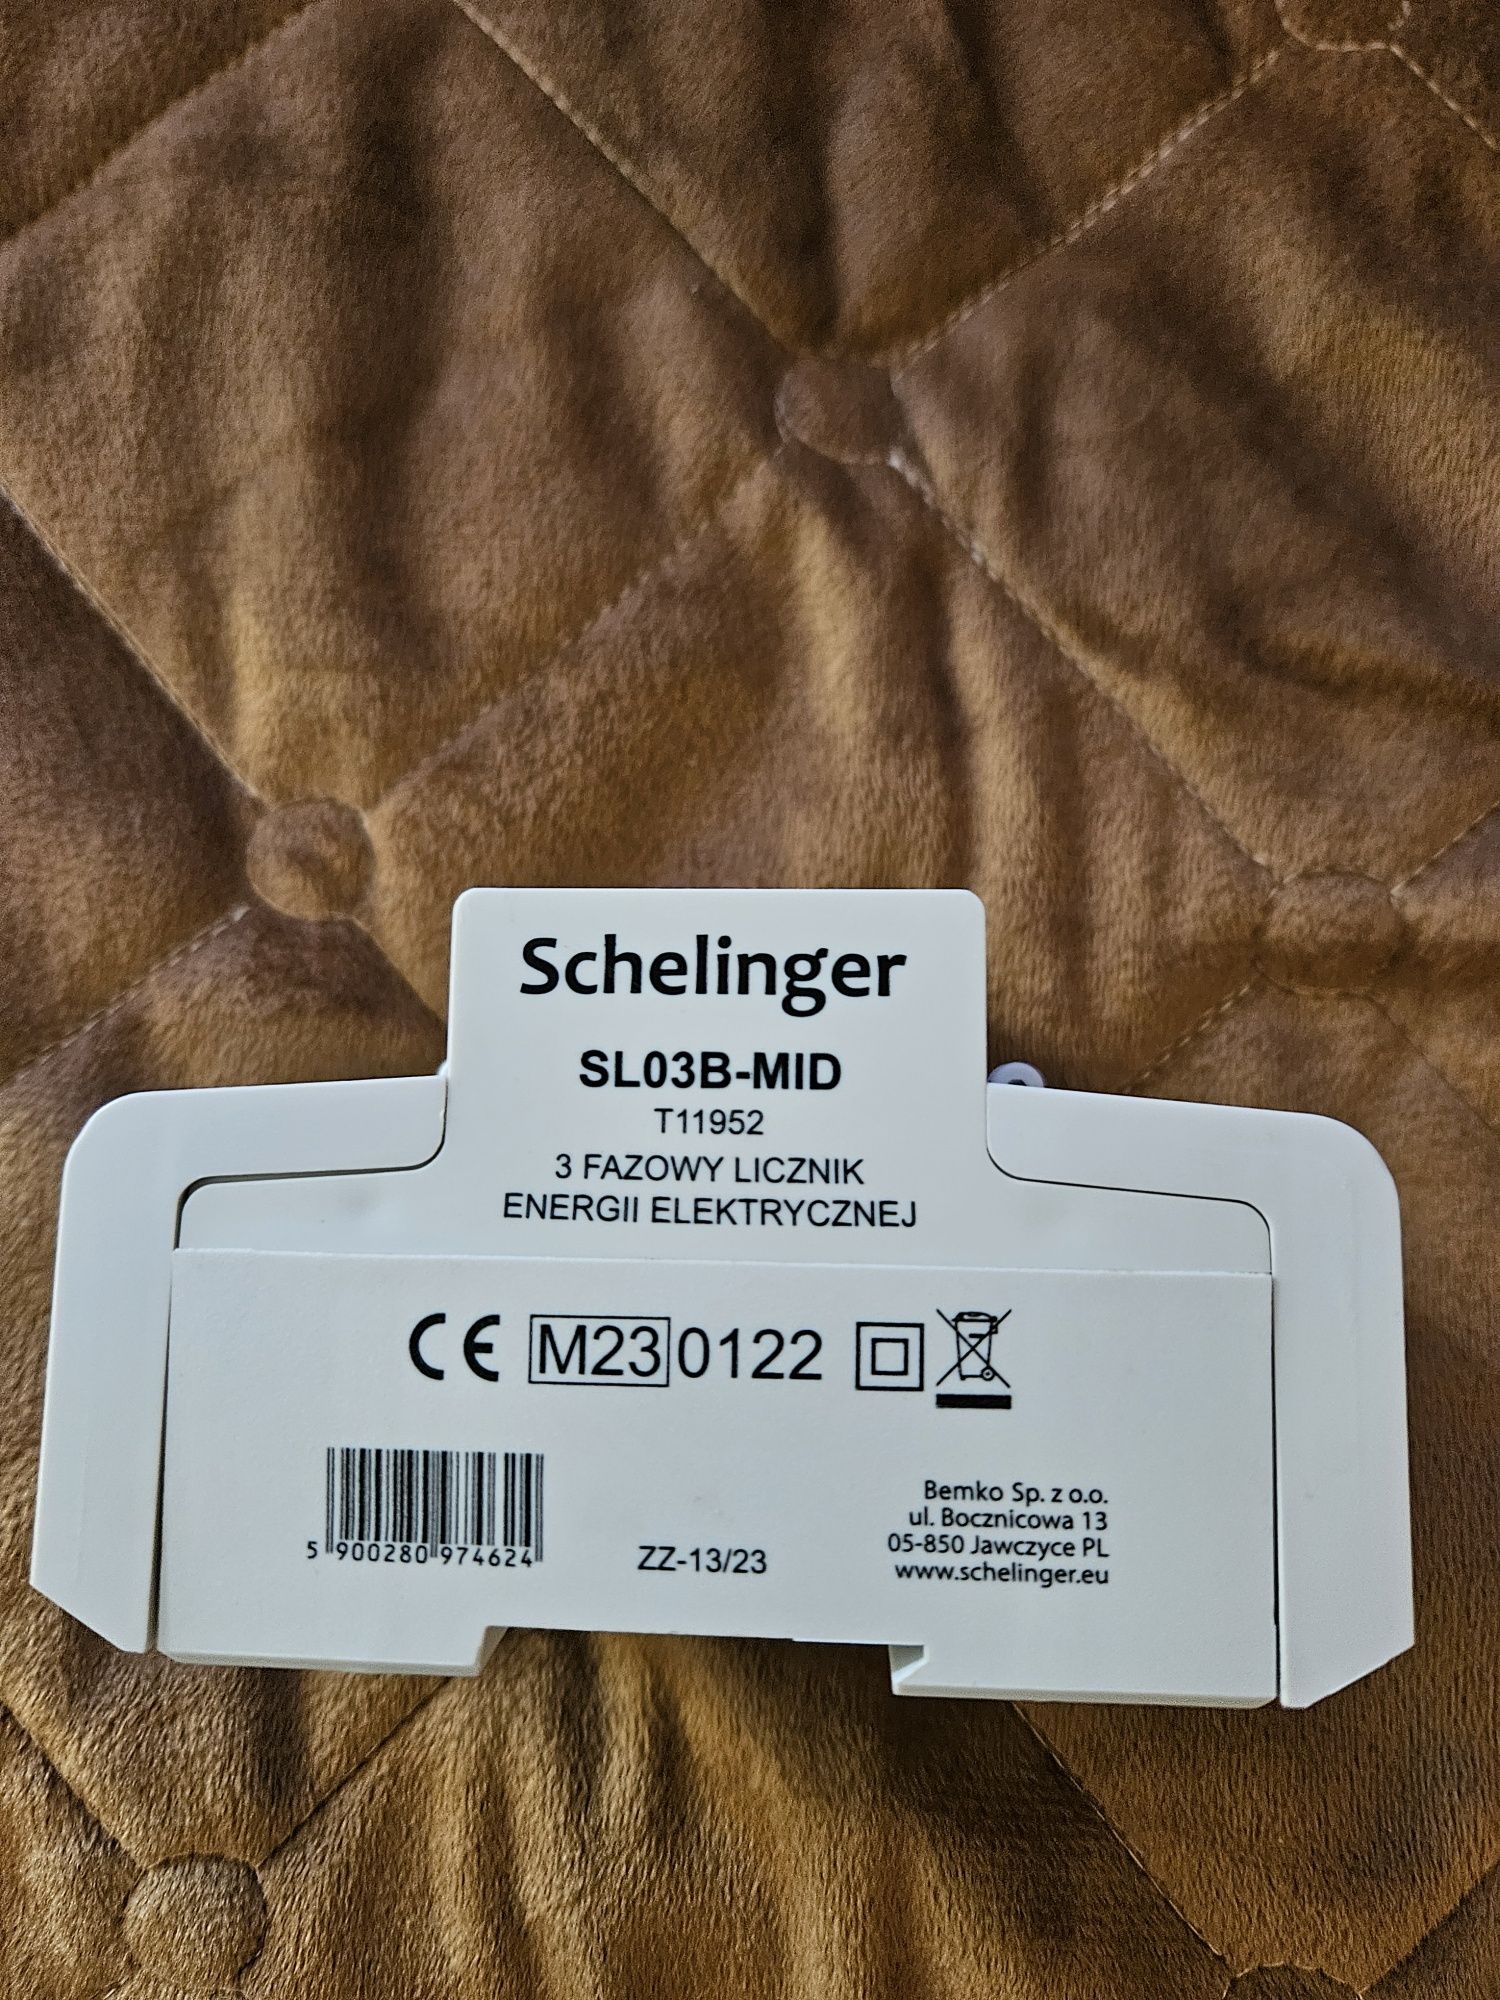 Schelinger
SL03B-MID
T11952
3 FAZOWY LICZNIK
ENERGII ELEKTRYCZNEJ
CE M23 0122
5 900280 974624
ZZ-13/23
Bemko Sp. z o.o.
ul. Bocznicowa 13
05-850 Jawczyce PL
www.schelinger.eu